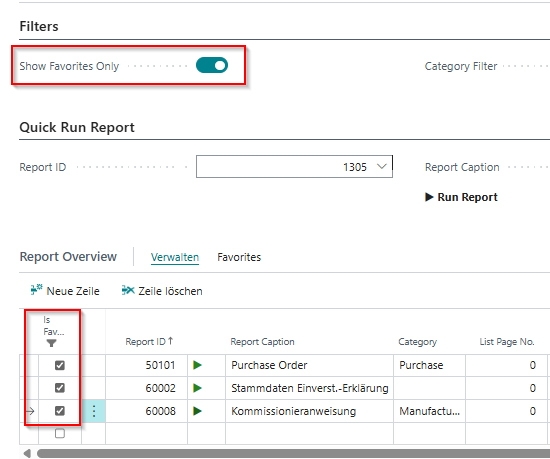 Filters
Show Favorites Only
Category Filter
Quick Run Report
Report ID
1305
Report Caption
Run Report
Report Overview
Verwalten
Favorites
Neue Zeile
Zeile löschen
Is
Fav...
Report ID↑
Report Caption
Category
List Page No.
50101
Purchase Order
Purchase
0
60002
Stammdaten Einverst.-Erklärung
0
60008
Kommissionieranweisung
Manufactu...
0